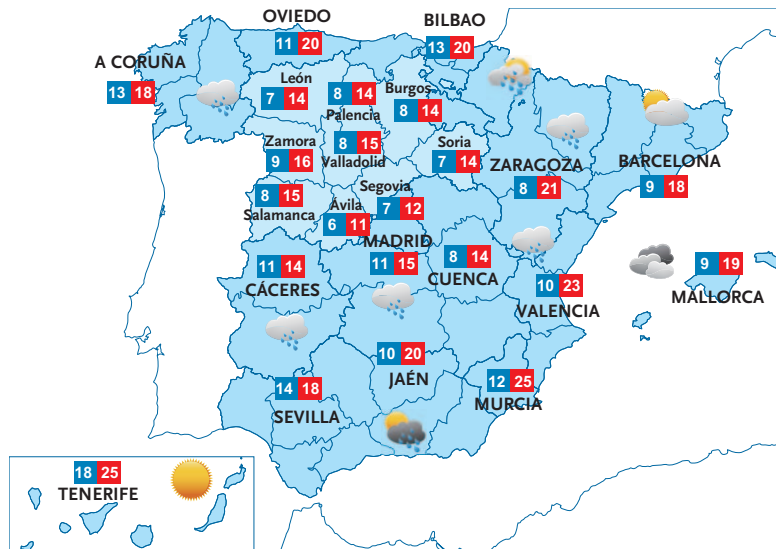 OVIEDO
11 20
BILBAO
13 20
A CORUÑA
13 18
León
7 14
8 14
Palencia
Burgos
8 14
Zamora
9 16
8 15
Valladolid
Soria
7 14
ZARAGOZA
8 21
BARCELONA
9 18
8 15
Salamanca
Ávila
6 11
Segovia
7 12
MADRID
11 15
8 14
CUENCA
11 14
CÁCERES
10 23
VALENCIA
9 19
MALLORCA
10 20
JAÉN
12 25
MURCIA
14 18
SEVILLA
18 25
TENERIFE